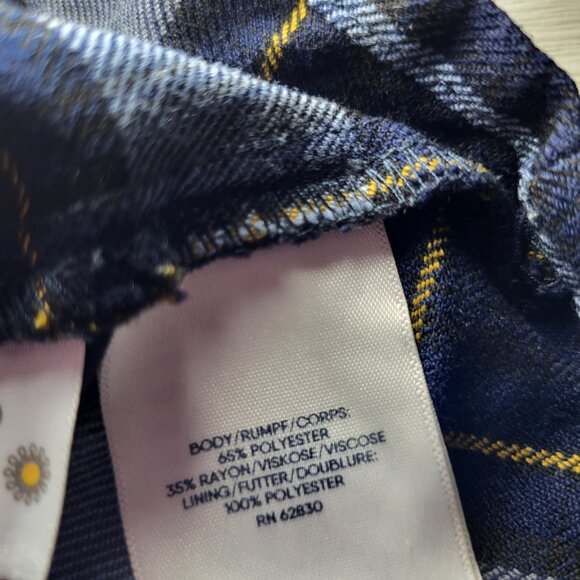 BODY/RUMPF/CORPS:
65% POLYESTER
35% RAYON/VISKOSE/VISCOSE
LINING/FUTTER/DOUBLURE:
100% POLYESTER
RN 62830